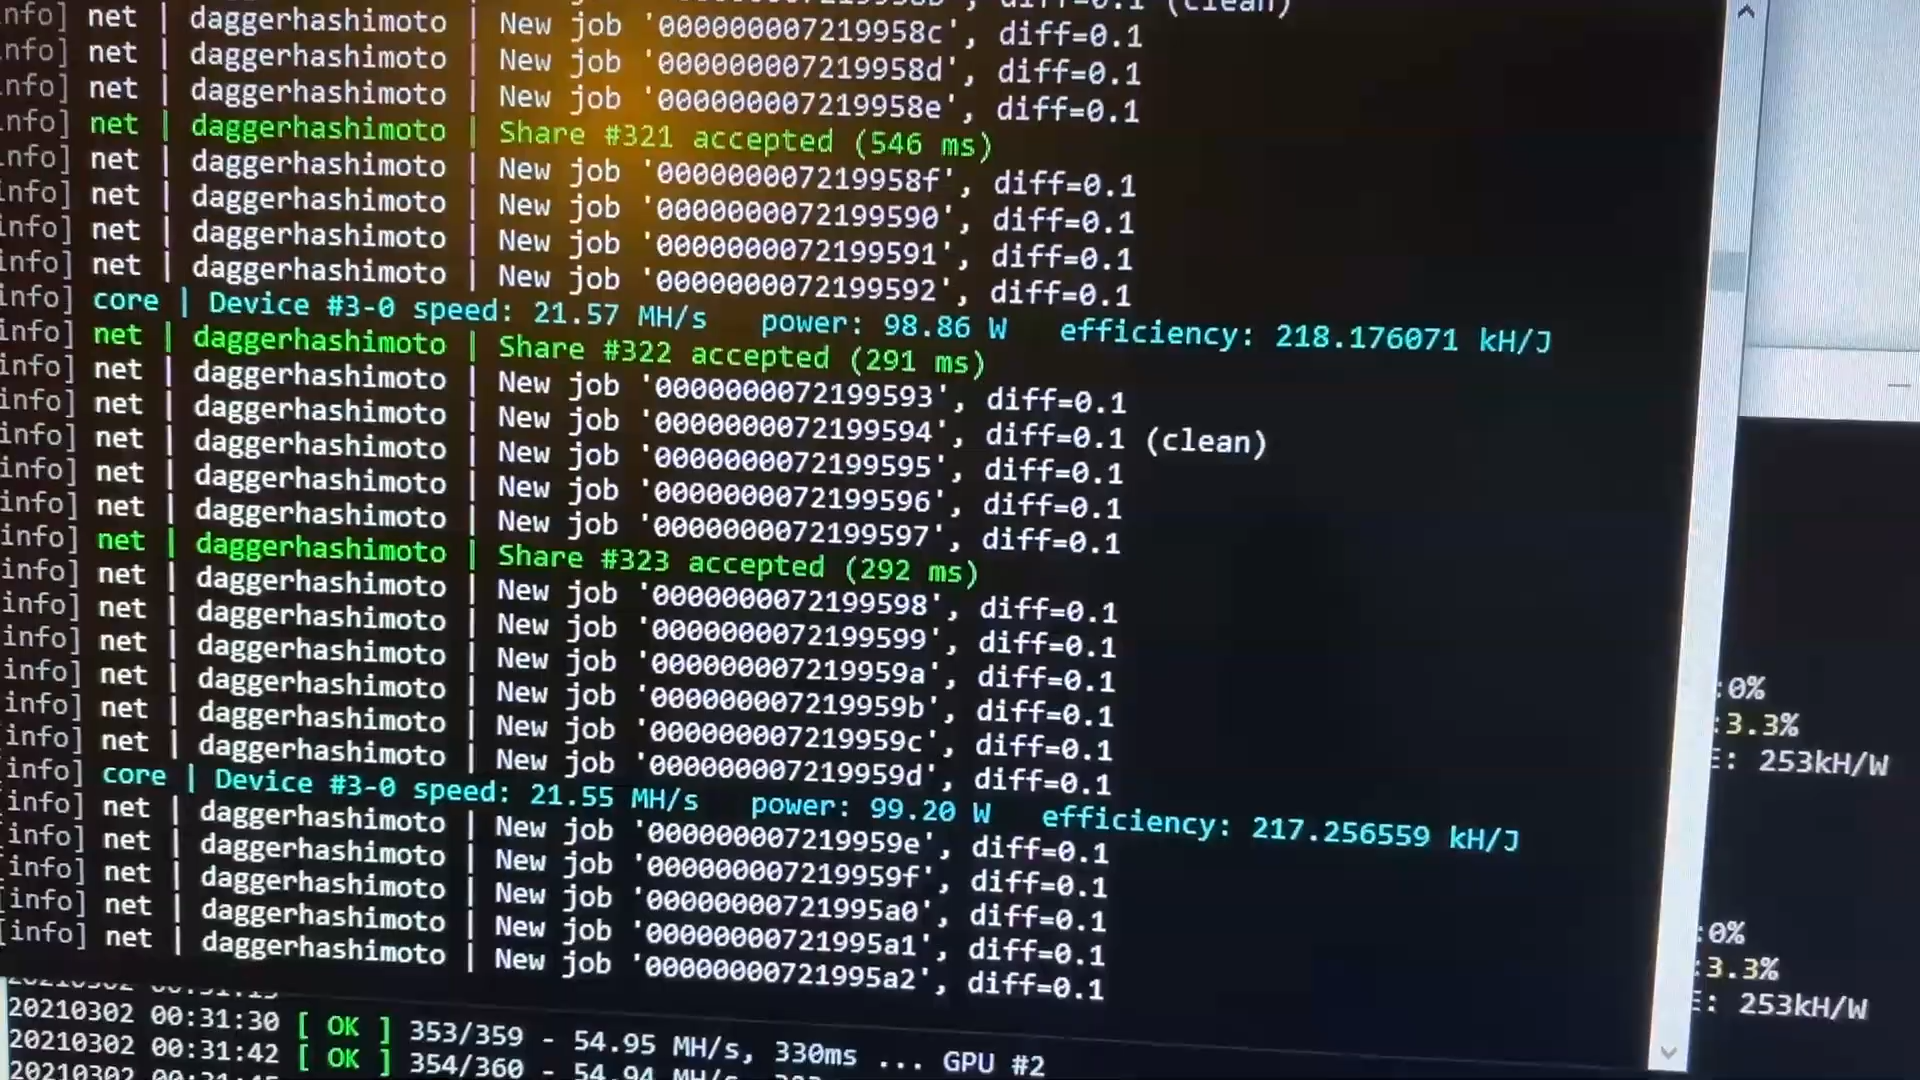 diff=0.1 (clean)
info] net | daggerhashimoto | New job '000000007219958c', diff=0.1
info] net | daggerhashimoto | New job '000000007219958d', diff=0.1
info] net | daggerhashimoto | New job '000000007219958e', diff=0.1
info] net | daggerhashimoto | Share #321 accepted (546 ms)
info] net | daggerhashimoto | New job '000000007219958f', diff=0.1
info] net | daggerhashimoto | New job '0000000072199590', diff=0.1
info] net | daggerhashimoto | New job '0000000072199591', diff=0.1
info] net | daggerhashimoto | New job '0000000072199592', diff=0.1
info] core | Device #3-0 speed: 21.57 MH/s power: 98.86 W efficiency: 218.176071 kH/J
info] net | daggerhashimoto | Share #322 accepted (291 ms)
info] net | daggerhashimoto | New job '0000000072199593', diff=0.1
info] net | daggerhashimoto | New job '0000000072199594', diff=0.1 (clean)
info] net | daggerhashimoto | New job '0000000072199595', diff=0.1
info] net | daggerhashimoto | New job '0000000072199596', diff=0.1
info] net | daggerhashimoto | New job '0000000072199597', diff=0.1
info] net | daggerhashimoto | Share #323 accepted (292 ms)
info] net | daggerhashimoto | New job '0000000072199598', diff=0.1
info] net | daggerhashimoto | New job '0000000072199599', diff=0.1
info] net | daggerhashimoto | New job '000000007219959a', diff=0.1
info] net | daggerhashimoto | New job '000000007219959b', diff=0.1
info] net | daggerhashimoto | New job '000000007219959c', diff=0.1
info] net | daggerhashimoto | New job '000000007219959d', diff=0.1
info] core | Device #3-0 speed: 21.55 MH/s power: 99.20 W efficiency: 217.256559 kH/J
info] net | daggerhashimoto | New job '000000007219959e', diff=0.1
info] net | daggerhashimoto | New job '000000007219959f', diff=0.1
[info] net | daggerhashimoto | New job '00000000721995a0', diff=0.1
[info] net | daggerhashimoto | New job '00000000721995a1', diff=0.1
[info] net | daggerhashimoto | New job '00000000721995a2', diff=0.1
20210302 00:31:30 [ OK ] 353/359 - 54.95 MH/s, 330ms ... GPU #2
20210302 00:31:42 [ OK ] 354/360 - 54.94 MH/s,
20210302
:0%
:3.3%
E: 253kH/W
:0%
:3.3%
E: 253kH/W